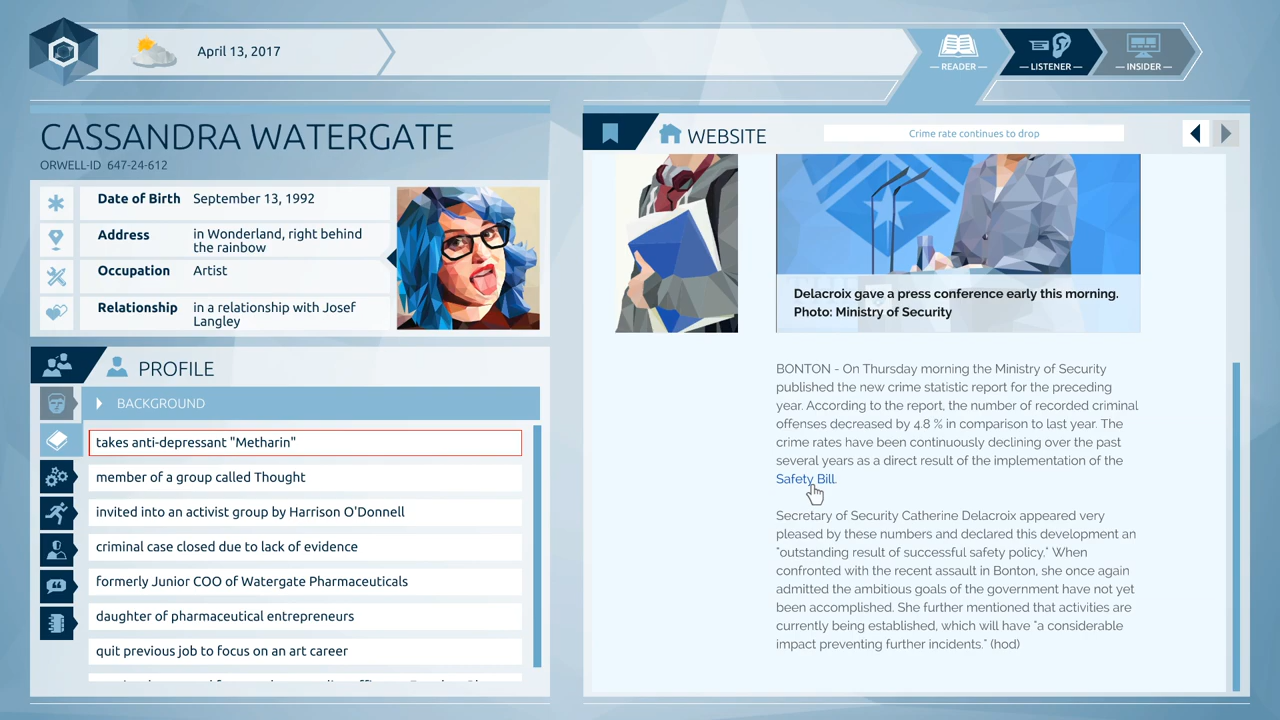 April 13, 2017
— READER —
— LISTENER —
— INSIDER —
CASSANDRA WATERGATE
ORWELL-ID 647-24-612
Date of Birth September 13, 1992
Address in Wonderland, right behind
the rainbow
Occupation Artist
Relationship in a relationship with Josef
Langley
PROFILE
BACKGROUND
takes anti-depressant "Metharin"
member of a group called Thought
invited into an activist group by Harrison O'Donnell
criminal case closed due to lack of evidence
formerly Junior COO of Watergate Pharmaceuticals
daughter of pharmaceutical entrepreneurs
quit previous job to focus on an art career
WEBSITE
Crime rate continues to drop
Delacroix gave a press conference early this morning.
Photo: Ministry of Security
BONTON - On Thursday morning the Ministry of Security
published the new crime statistic report for the preceding
year. According to the report, the number of recorded criminal
offenses decreased by 4.8 % in comparison to last year. The
crime rates have been continuously declining over the past
several years as a direct result of the implementation of the
Safety Bill.
Secretary of Security Catherine Delacroix appeared very
pleased by these numbers and declared this development an
"outstanding result of successful safety policy." When
confronted with the recent assault in Bonton, she once again
admitted the ambitious goals of the government have not yet
been accomplished. She further mentioned that activities are
currently being established, which will have "a considerable
impact preventing further incidents." (hod)